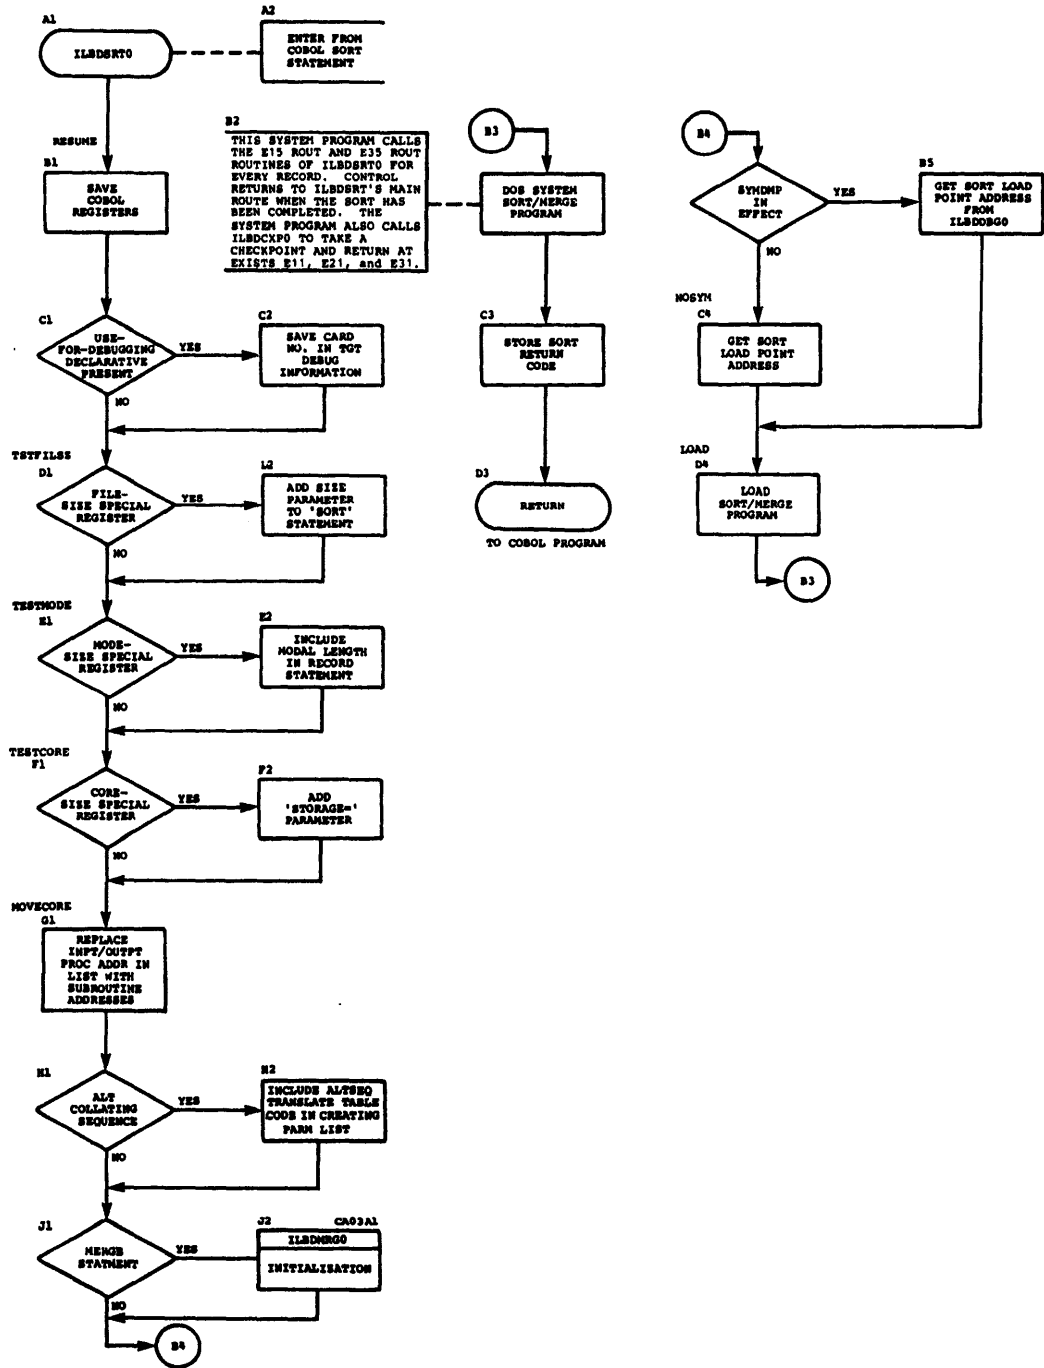 A1
ILBDSRT0
A2
ENTER FROM
COBOL SORT
STATEMENT
RESUME
B1
SAVE
COBOL
REGISTERS
C1
USE-
FOR-DEBUGGING
DECLARATIVE
PRESENT
YES
NO
C2
SAVE CARD
NO. IN TGT
DEBUG
INFORMATION
TSTFILSS
D1
FILE-
SIZE SPECIAL
REGISTER
YES
NO
L2
ADD SIZE
PARAMETER
TO 'SORT'
STATEMENT
TESTMODE
E1
MODE-
SIZE SPECIAL
REGISTER
YES
NO
E2
INCLUDE
MODAL LENGTH
IN RECORD
STATEMENT
TESTCORE
F1
CORE-
SIZE SPECIAL
REGISTER
YES
NO
F2
ADD
'STORAGE='
PARAMETER
MOVECORE
G1
REPLACE
INPT/OUTPT
PROC ADDR IN
LIST WITH
SUBROUTINE
ADDRESSES
H1
ALT
COLLATING
SEQUENCE
YES
NO
H2
INCLUDE ALTSEQ
TRANSLATE TABLE
CODE IN CREATING
PARM LIST
J1
MERGE
STATMENT
YES
NO
J2 CA03A1
ILBDMRG0
INITIALISATION
B4
B2
THIS SYSTEM PROGRAM CALLS
THE E15 ROUT AND E35 ROUT
ROUTINES OF ILBDSRT0 FOR
EVERY RECORD. CONTROL
RETURNS TO ILBDSRT'S MAIN
ROUTE WHEN THE SORT HAS
BEEN COMPLETED. THE
SYSTEM PROGRAM ALSO CALLS
ILBDCXP0 TO TAKE A
CHECKPOINT AND RETURN AT
EXISTS E11, E21, and E31.
B3
DOS SYSTEM
SORT/MERGE
PROGRAM
C3
STORE SORT
RETURN
CODE
D3
RETURN
TO COBOL PROGRAM
B4
SYMDMP
IN
EFFECT
YES
NO
B5
GET SORT LOAD
POINT ADDRESS
FROM
ILBDDBG0
NOSYM
C4
GET SORT
LOAD POINT
ADDRESS
LOAD
D4
LOAD
SORT/MERGE
PROGRAM
B3